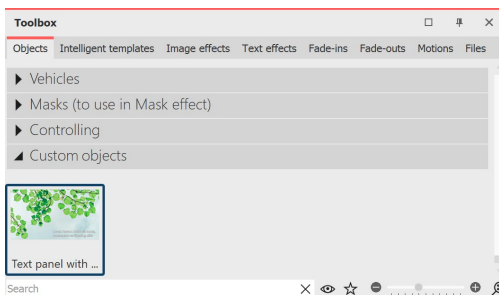 Toolbox
Objects Intelligent templates Image effects Text effects Fade-ins Fade-outs Motions Files
Vehicles
Masks (to use in Mask effect)
Controlling
Custom objects
Text panel with ...
Search